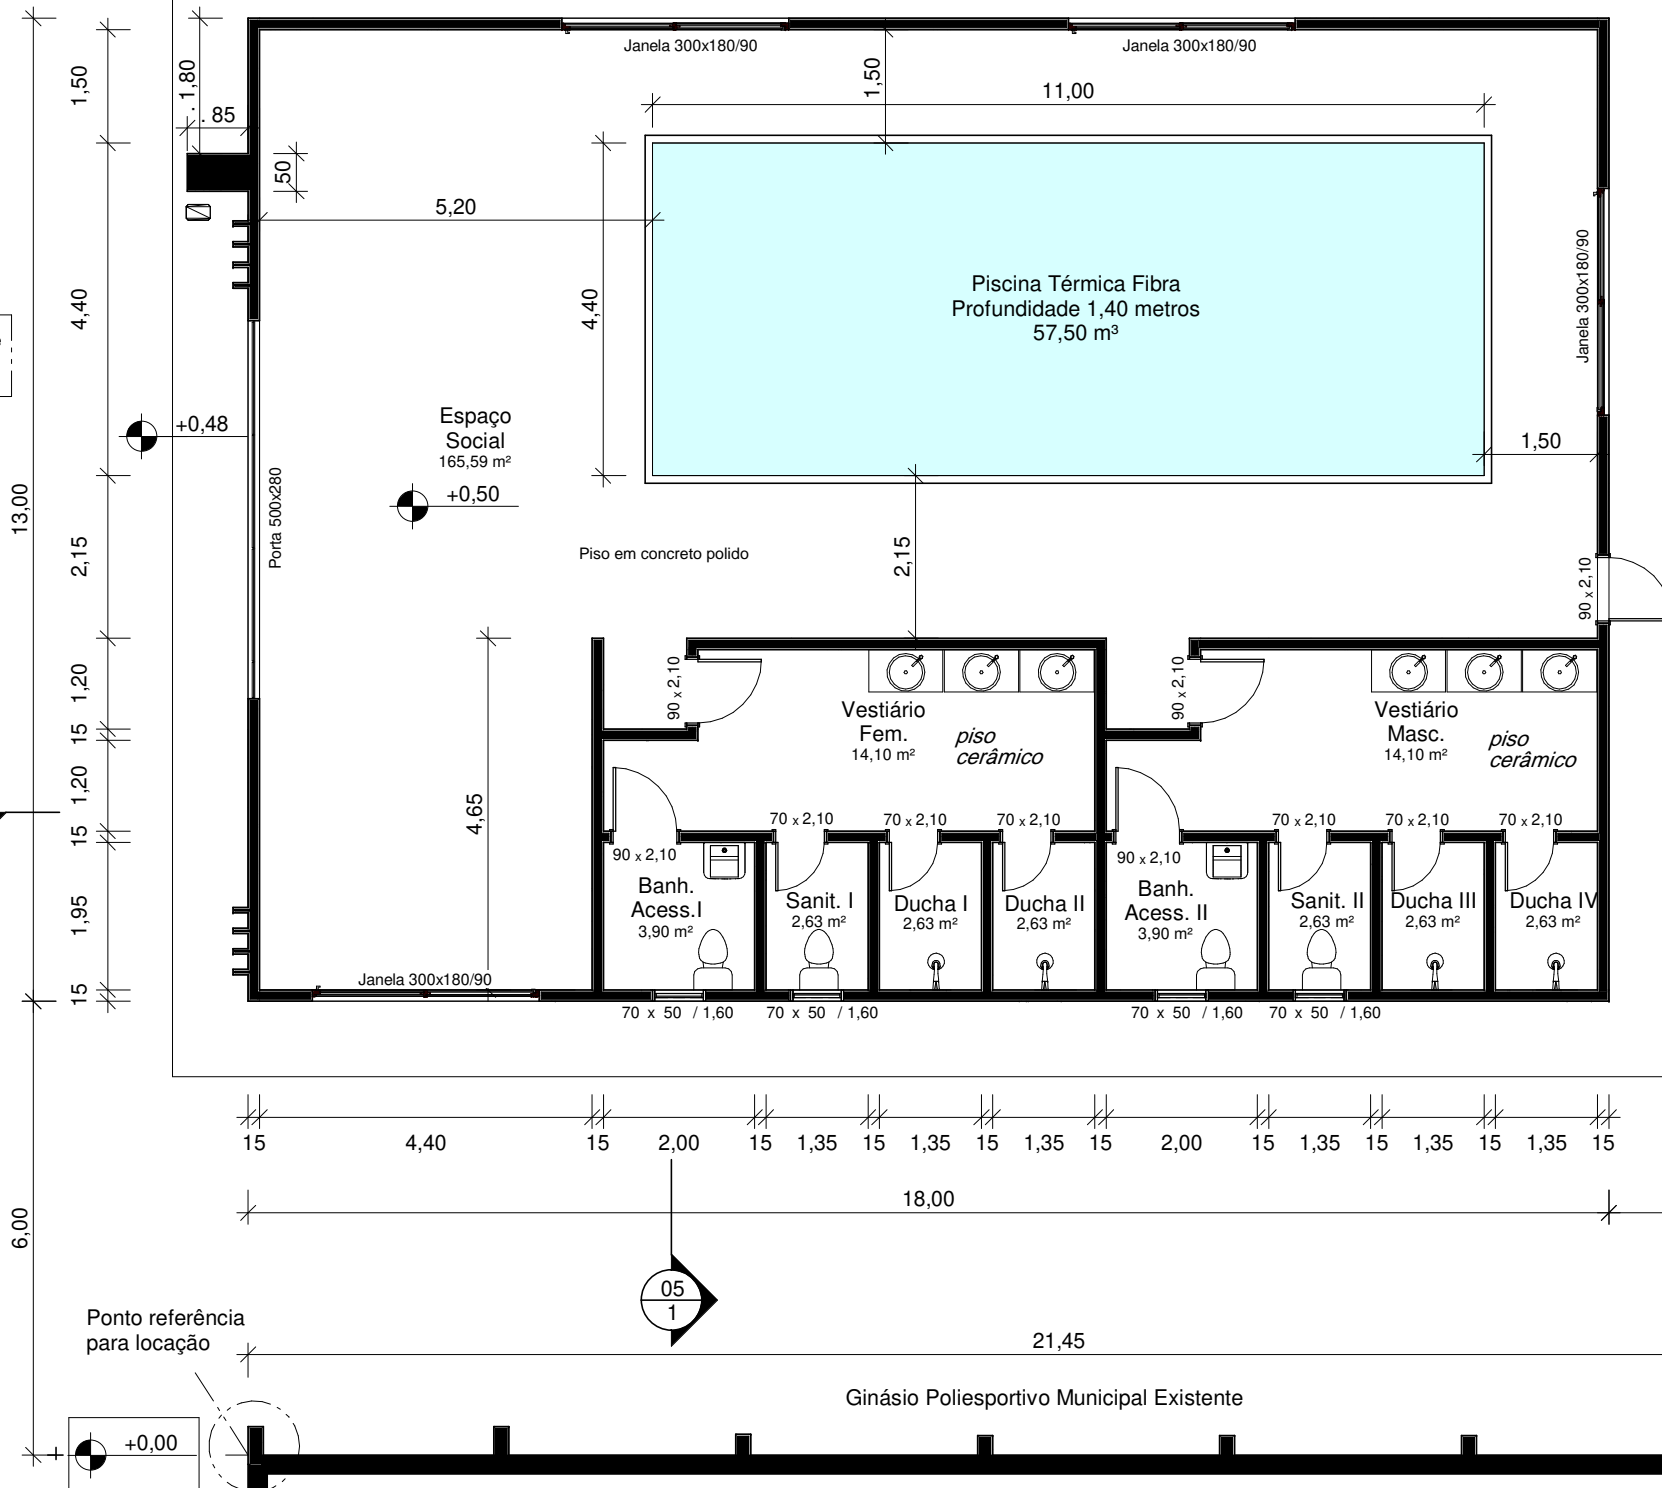 Janela 300x180/90
Janela 300x180/90
1,50
1,80
85
50
1,50
11,00
5,20
4,40
4,40
Piscina Térmica Fibra
Profundidade 1,40 metros
57,50 m³
Janela 300x180/90
1,50
+0,48
Espaço
Social
165,59 m²
+0,50
Porta 500x280
13,00
2,15
2,15
Piso em concreto polido
90 x 2,10
1,20
15
1,20
15
1,95
15
4,65
90 x 2,10
Vestiário
Fem.
14,10 m²
piso
cerâmico
90 x 2,10
Vestiário
Masc.
14,10 m²
piso
cerâmico
70 x 2,10
70 x 2,10
70 x 2,10
70 x 2,10
70 x 2,10
70 x 2,10
90 x 2,10
90 x 2,10
Banh.
Acess.I
3,90 m²
Sanit. I
2,63 m²
Ducha I
2,63 m²
Ducha II
2,63 m²
Banh.
Acess. II
3,90 m²
Sanit. II
2,63 m²
Ducha III
2,63 m²
Ducha IV
2,63 m²
Janela 300x180/90
70 x 50 / 1,60
70 x 50 / 1,60
70 x 50 / 1,60
70 x 50 / 1,60
15 4,40 15 2,00 15 1,35 15 1,35 15 1,35 15 2,00 15 1,35 15 1,35 15 1,35 15
18,00
6,00
05
1
Ponto referência
para locação
21,45
Ginásio Poliesportivo Municipal Existente
+0,00